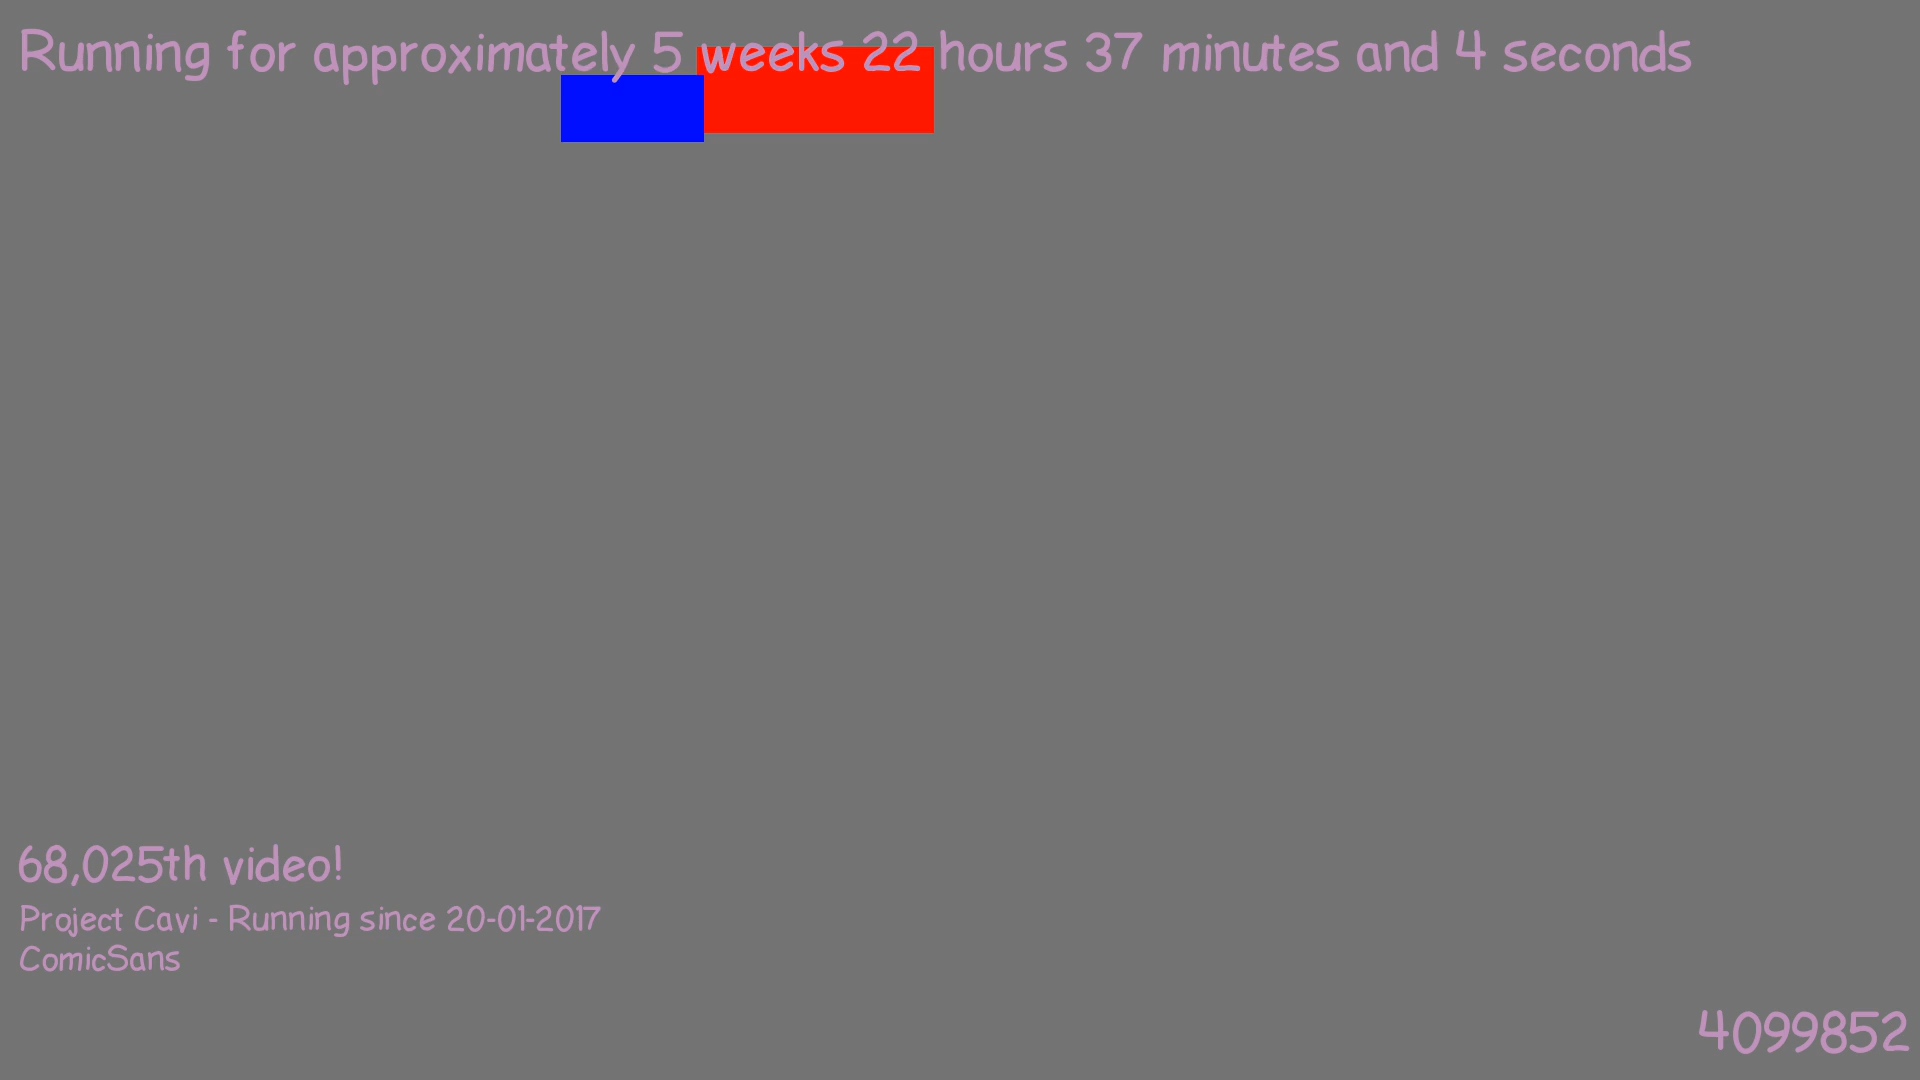 Running for approximately 5 weeks 22 hours 37 minutes and 4 seconds
68,025th video!
Project Cavi - Running since 20-01-2017
ComicSans
4099852